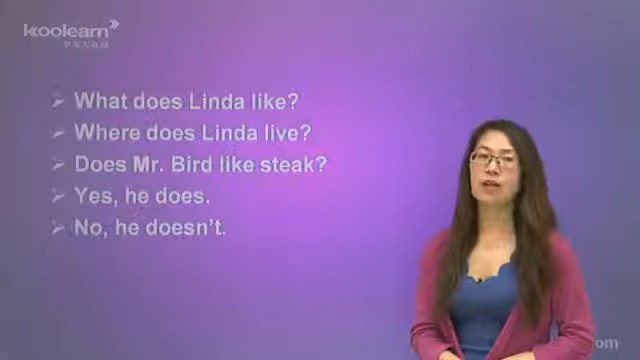 koolearn
What does Linda like?
Where does Linda live?
Does Mr. Bird like steak?
Yes, he does.
No, he doesn't.
om